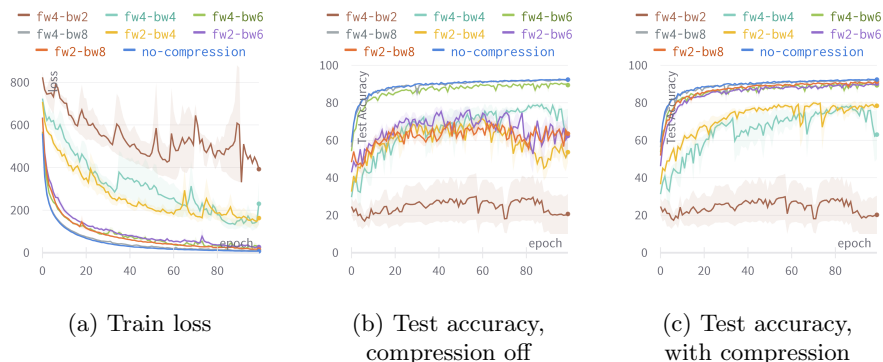 fw4-bw2 fw4-bw4 fw4-bw6
fw4-bw8 fw2-bw4 fw2-bw6
fw2-bw8 no-compression
loss
800
600
400
200
0
0 20 40 60 80
epoch
(a) Train loss
fw4-bw2 fw4-bw4 fw4-bw6
fw4-bw8 fw2-bw4 fw2-bw6
fw2-bw8 no-compression
Test Accuracy
100
80
60
40
20
0
0 20 40 60 80
epoch
(b) Test accuracy,
compression off
fw4-bw2 fw4-bw4 fw4-bw6
fw4-bw8 fw2-bw4 fw2-bw6
fw2-bw8 no-compression
Test Accuracy
100
80
60
40
20
0
0 20 40 60 80
epoch
(c) Test accuracy,
with compression